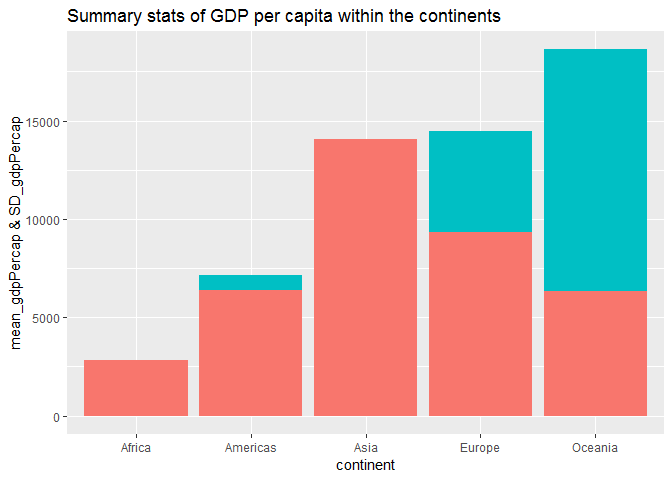 Summary stats of GDP per capita within the continents
mean_gdpPercap & SD_gdpPercap
15000
10000
5000
0
Africa Americas Asia Europe Oceania
continent